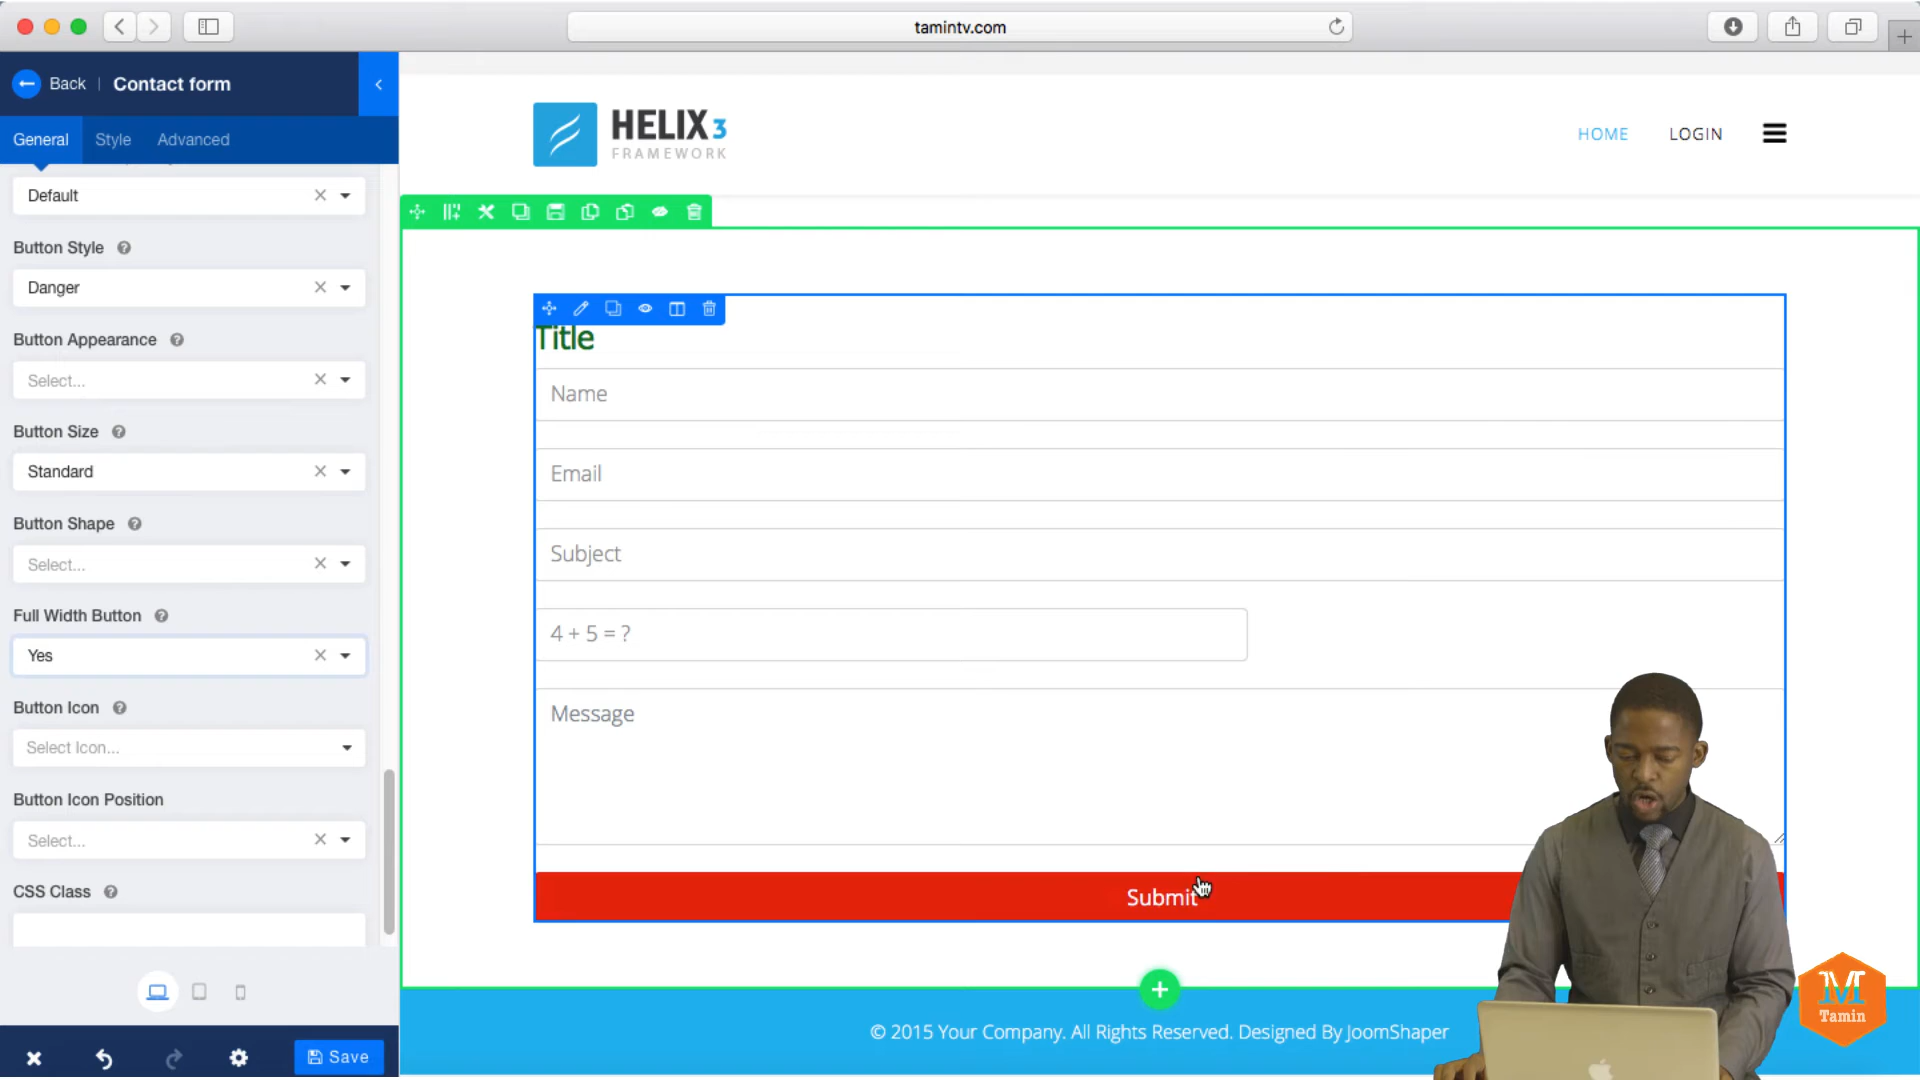 tamintv.com
Back | Contact form
General Style Advanced
Default
Button Style
Danger
Button Appearance
Select...
Button Size
Standard
Button Shape
Select...
Full Width Button
Yes
Button Icon
Select Icon...
Button Icon Position
Select...
CSS Class
Save
HELIX 3
FRAMEWORK
HOME LOGIN
Title
Name
Email
Subject
4 + 5 = ?
Message
Submit
© 2015 Your Company. All Rights Reserved. Designed By JoomShaper
M
Tamin